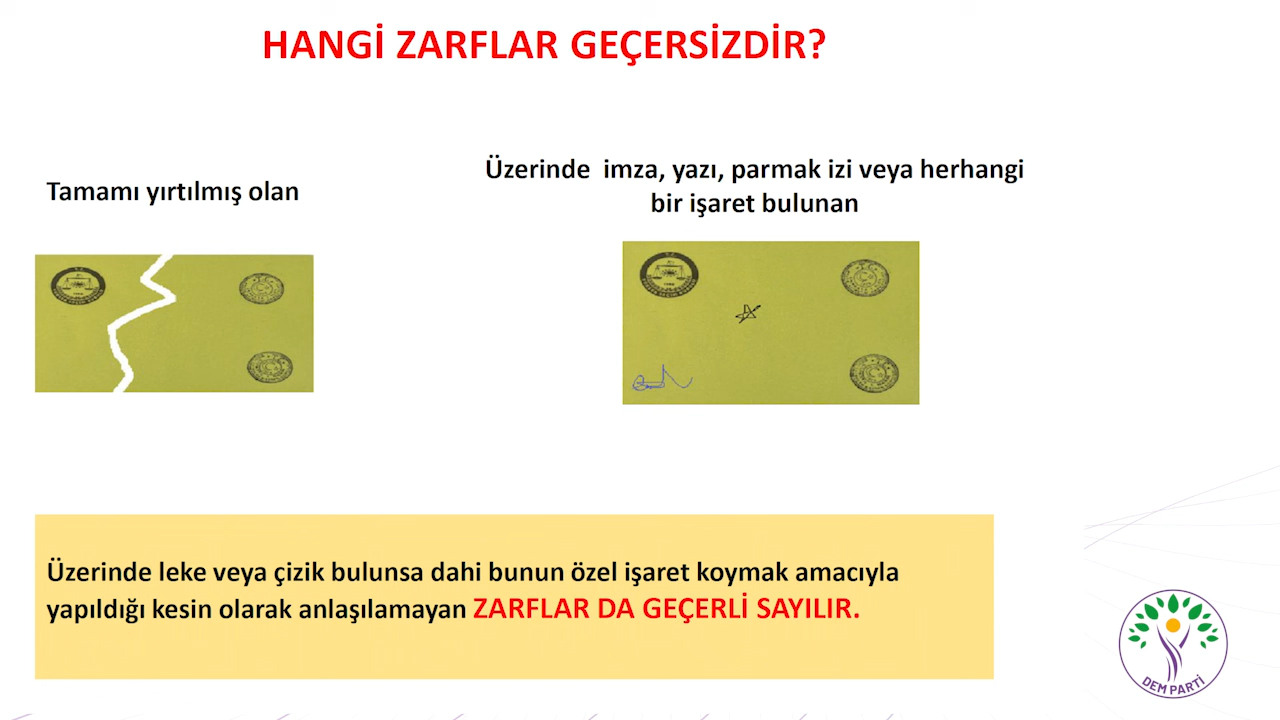 HANGİ ZARFLAR GEÇERSİZDİR?
Tamamı yırtılmış olan
Üzerinde imza, yazı, parmak izi veya herhangi
bir işaret bulunan
Üzerinde leke veya çizik bulunsa dahi bunun özel işaret koymak amacıyla
yapıldığı kesin olarak anlaşılamayan ZARFLAR DA GEÇERLİ SAYILIR.
DEM PARTİ